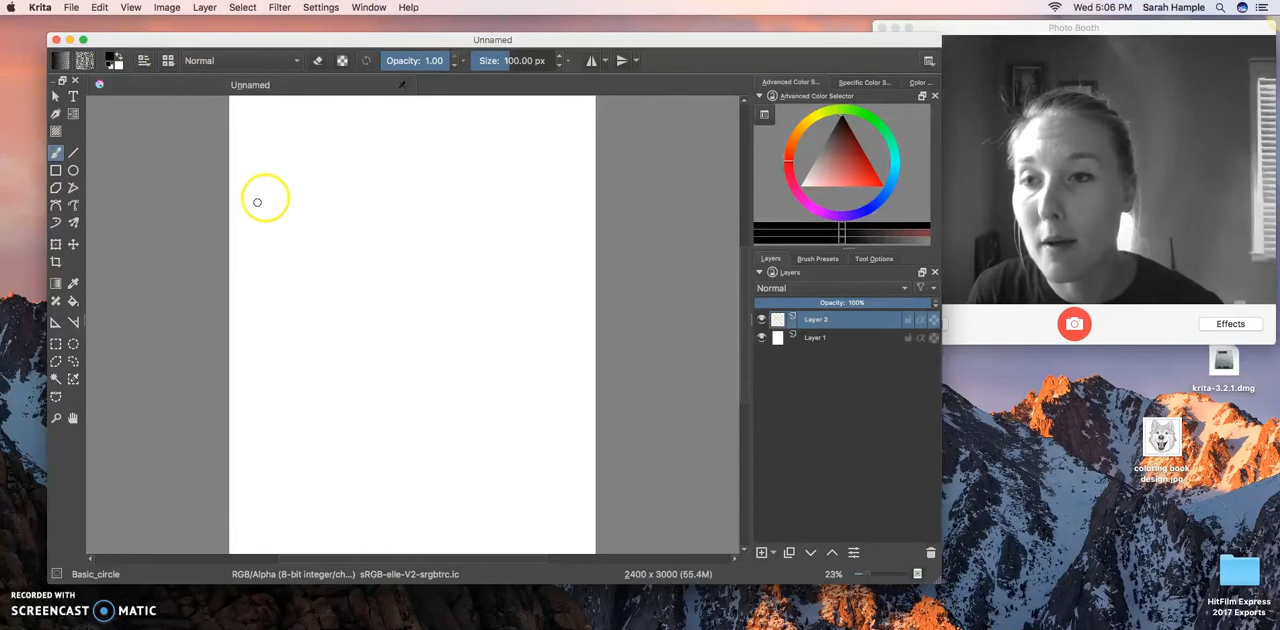 Krita File Edit View Image Layer Select Filter Settings Window Help Wed 5:06 PM Sarah Hample
Photo Booth
Unnamed
Normal Opacity: 1.00 Size: 100.00 px
Unnamed
Advanced Color S... Specific Color S... Color ...
Advanced Color Selector
Layers Brush Presets Tool Options
Layers
Normal
Opacity: 100%
Layer 2
Layer 1
Effects
krita-3.2.1.dmg
coloring book
design.jpg
HitFilm Express
2017 Exports
Basic_circle RGB/Alpha (8-bit integer/ch...) sRGB-elle-V2-srgbtrc.ic 2400 x 3000 (55.4M) 23%
RECORDED WITH
SCREENCAST MATIC